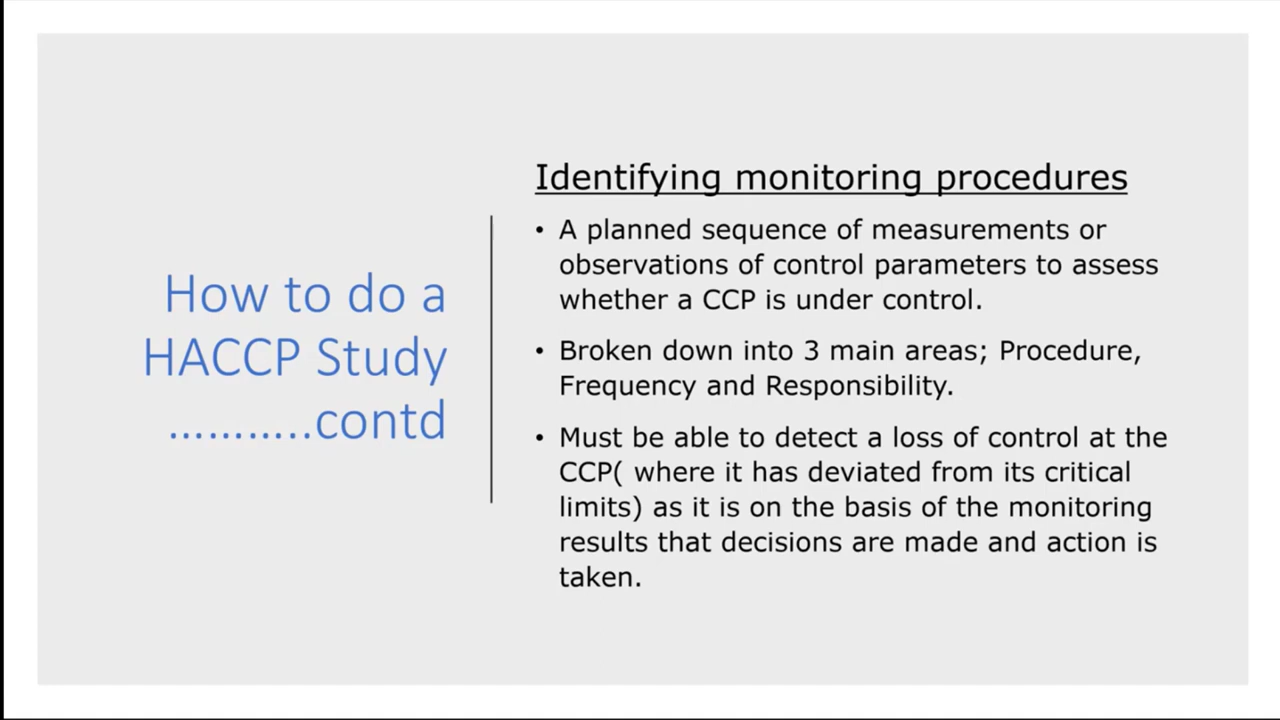 How to do a
HACCP Study
………..contd
Identifying monitoring procedures
• A planned sequence of measurements or
observations of control parameters to assess
whether a CCP is under control.
• Broken down into 3 main areas; Procedure,
Frequency and Responsibility.
• Must be able to detect a loss of control at the
CCP( where it has deviated from its critical
limits) as it is on the basis of the monitoring
results that decisions are made and action is
taken.